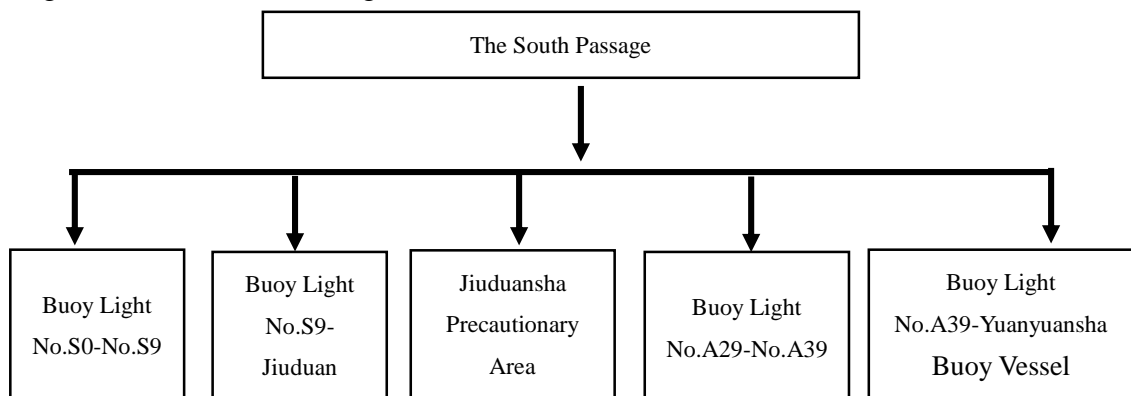 The South Passage
Buoy Light
No.S0-No.S9
Buoy Light
No.S9-
Jiuduan
Jiuduansha
Precautionary
Area
Buoy Light
No.A29-No.A39
Buoy Light
No.A39-Yuanyuansha
Buoy Vessel